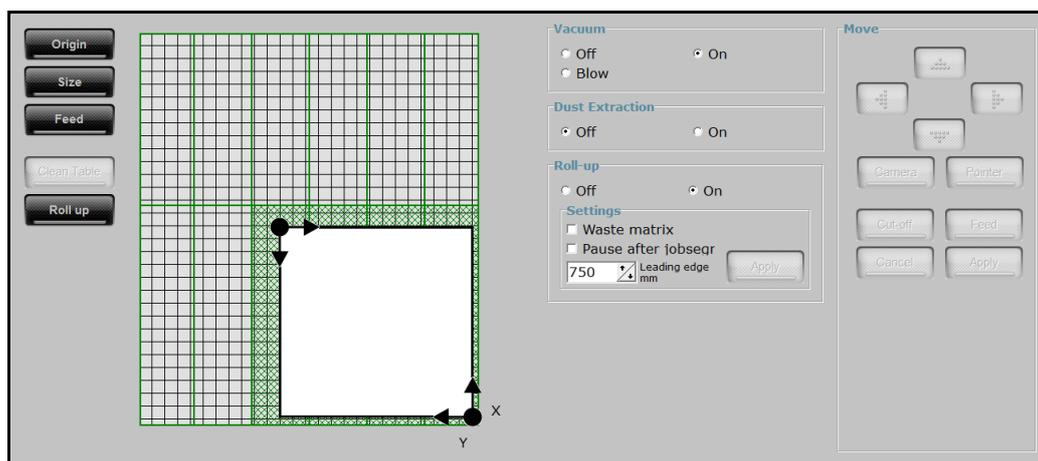 Origin
Size
Feed
Clean Table
Roll up
X
Y
Vacuum
Off On
Blow
Dust Extraction
Off On
Roll-up
Off On
Settings
Waste matrix
Pause after jobseqr
750 Leading edge
mm
Apply
Move
Camera Pointer
Cut-off Feed
Cancel Apply